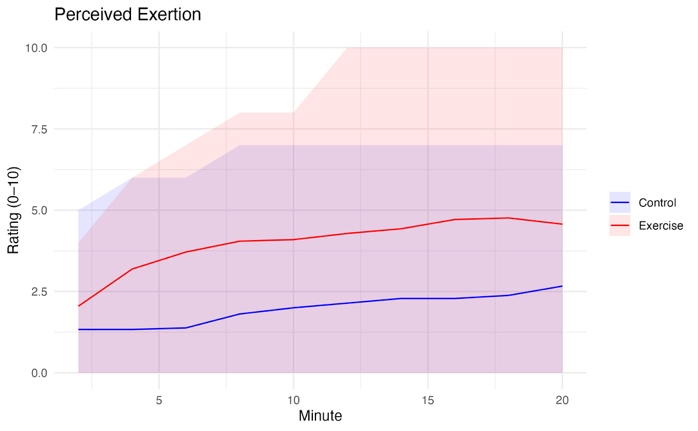 Perceived Exertion
Rating (0–10)
10.0
7.5
5.0
2.5
0.0
5
10
15
20
Minute
Control
Exercise